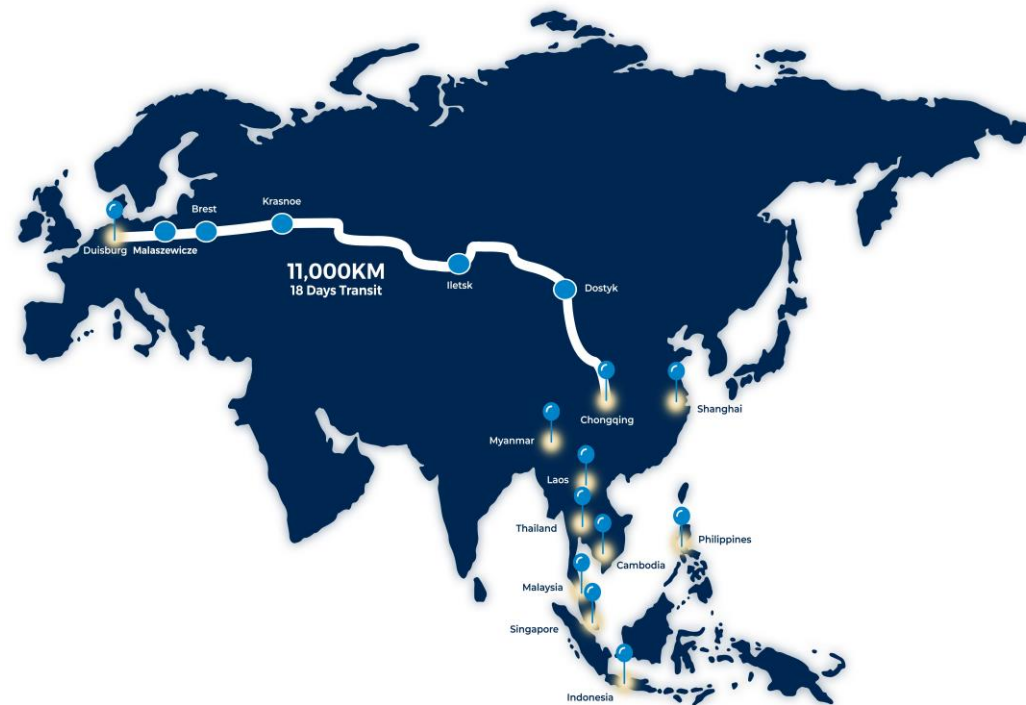 Krasnoe
Brest
Duisburg
Malaszewicze
11,000KM
18 Days Transit
Iletsk
Dostyk
Chongqing
Shanghai
Myanmar
Laos
Thailand
Philippines
Cambodia
Malaysia
Singapore
Indonesia